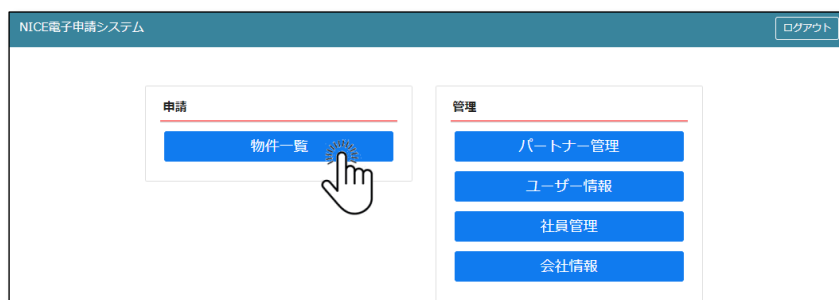 NICE電子申請システム
ログアウト
申請
物件一覧
管理
パートナー管理
ユーザー情報
社員管理
会社情報